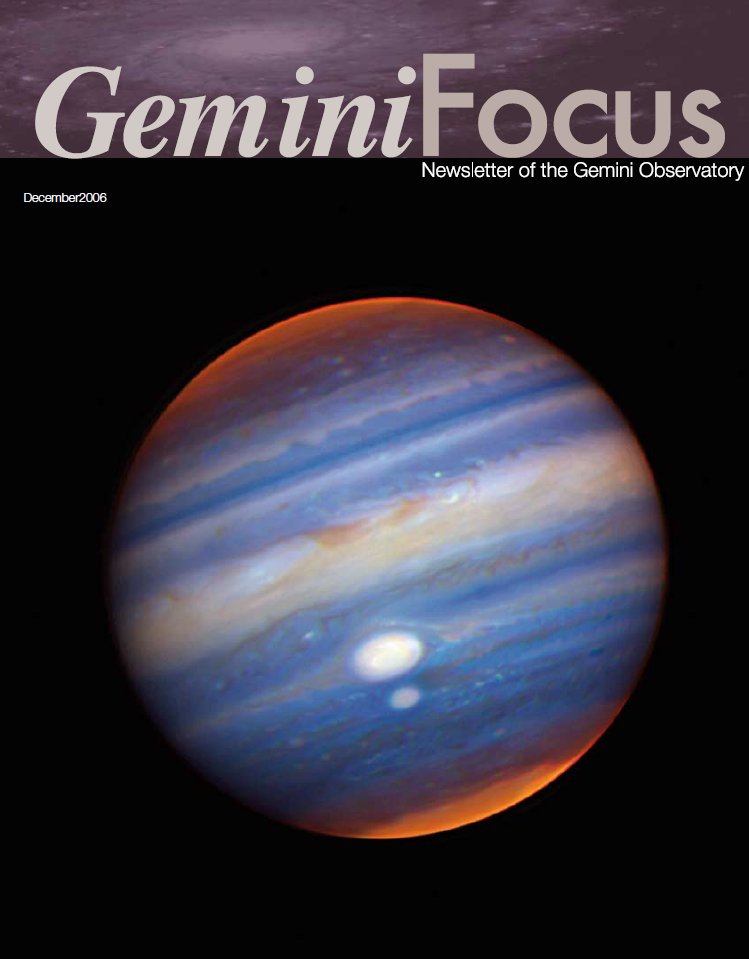 GeminiFocus
Newsletter of the Gemini Observatory
December2006